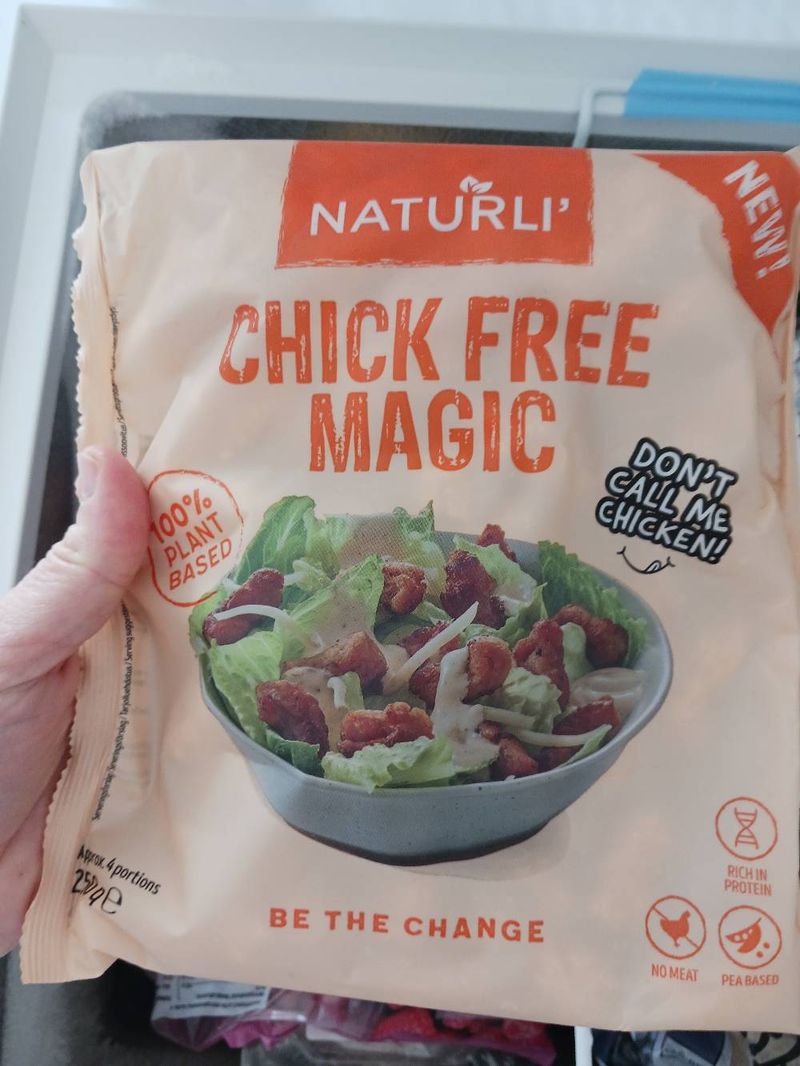 NATURLI'
NEW!
CHICK FREE
MAGIC
DON'T
CALL ME
CHICKEN!
100%
PLANT
BASED
Approx. 4 portions
250g e
BE THE CHANGE
RICH IN
PROTEIN
NO MEAT
PEA BASED